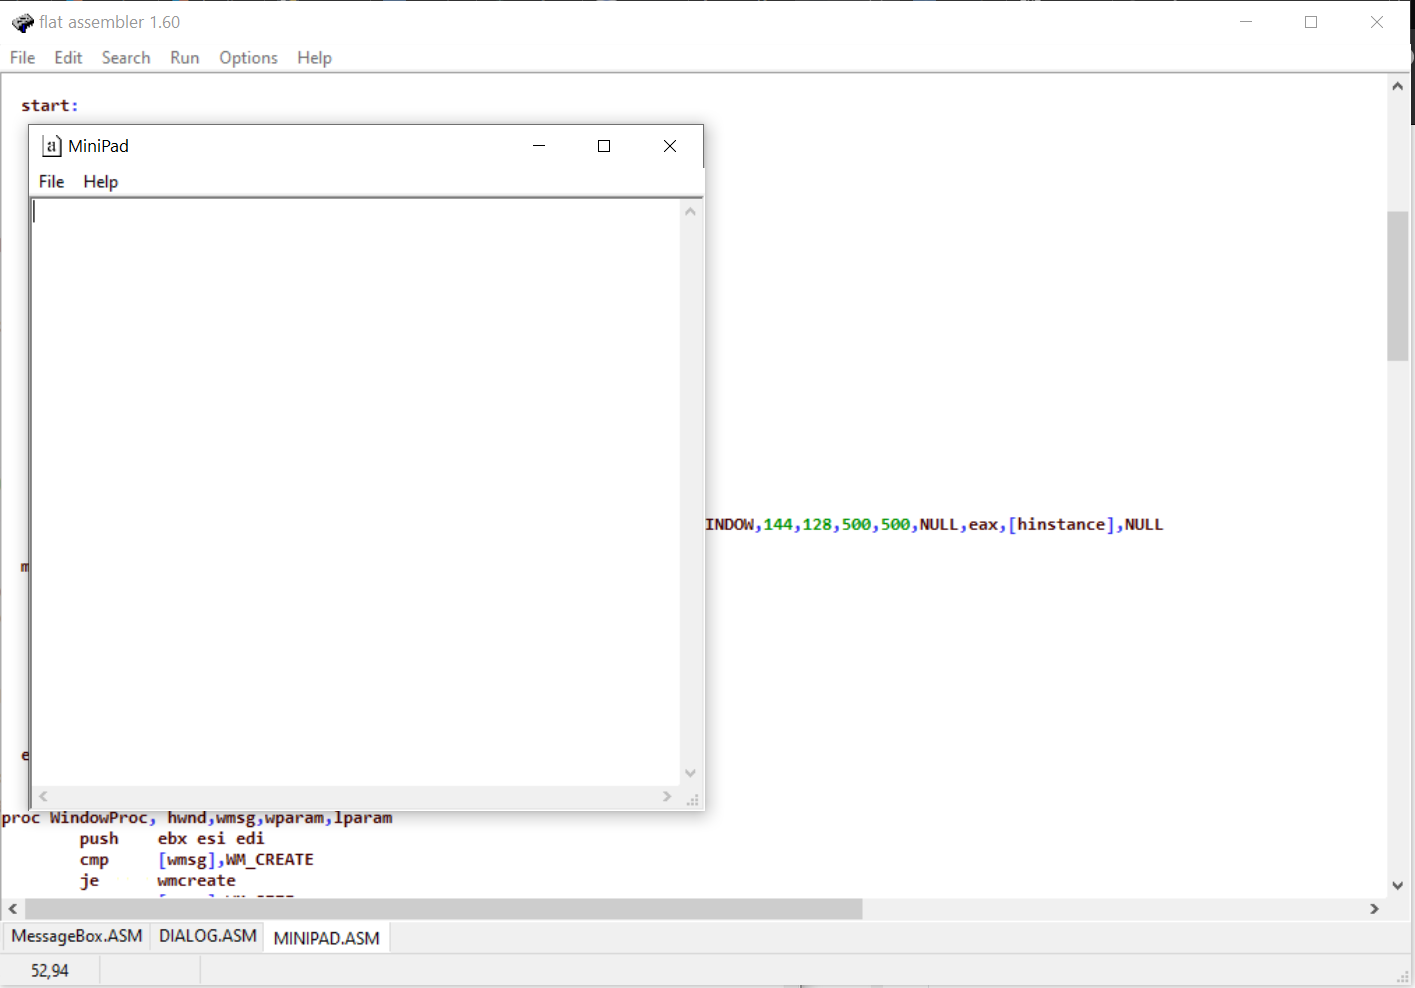 flat assembler 1.60
File Edit Search Run Options Help
start:
MiniPad
File Help
INDOW,144,128,500,500,NULL,eax,[hinstance],NULL
m
e
proc WindowProc, hwnd,wmsg,wparam,lparam
push ebx esi edi
cmp [wmsg],WM_CREATE
je wmcreate
MessageBox.ASM DIALOG.ASM MINIPAD.ASM
52,94